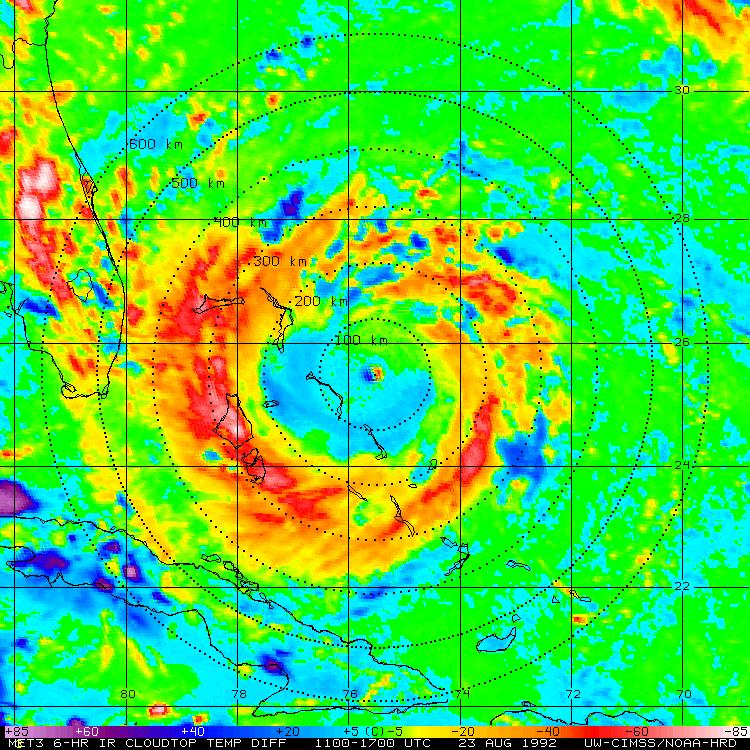 30
600 km
500 km
400 km
28
300 km
200 km
100 km
26
24
22
80 78 76 74 72 70
+85 +60 +40 +20 +5 (C) -5 -20 -40 -60 -85
MET3 6-HR IR CLOUDTOP TEMP DIFF 1100-1700 UTC 23 AUG 1992 UW-CIMSS/NOAA-HRD